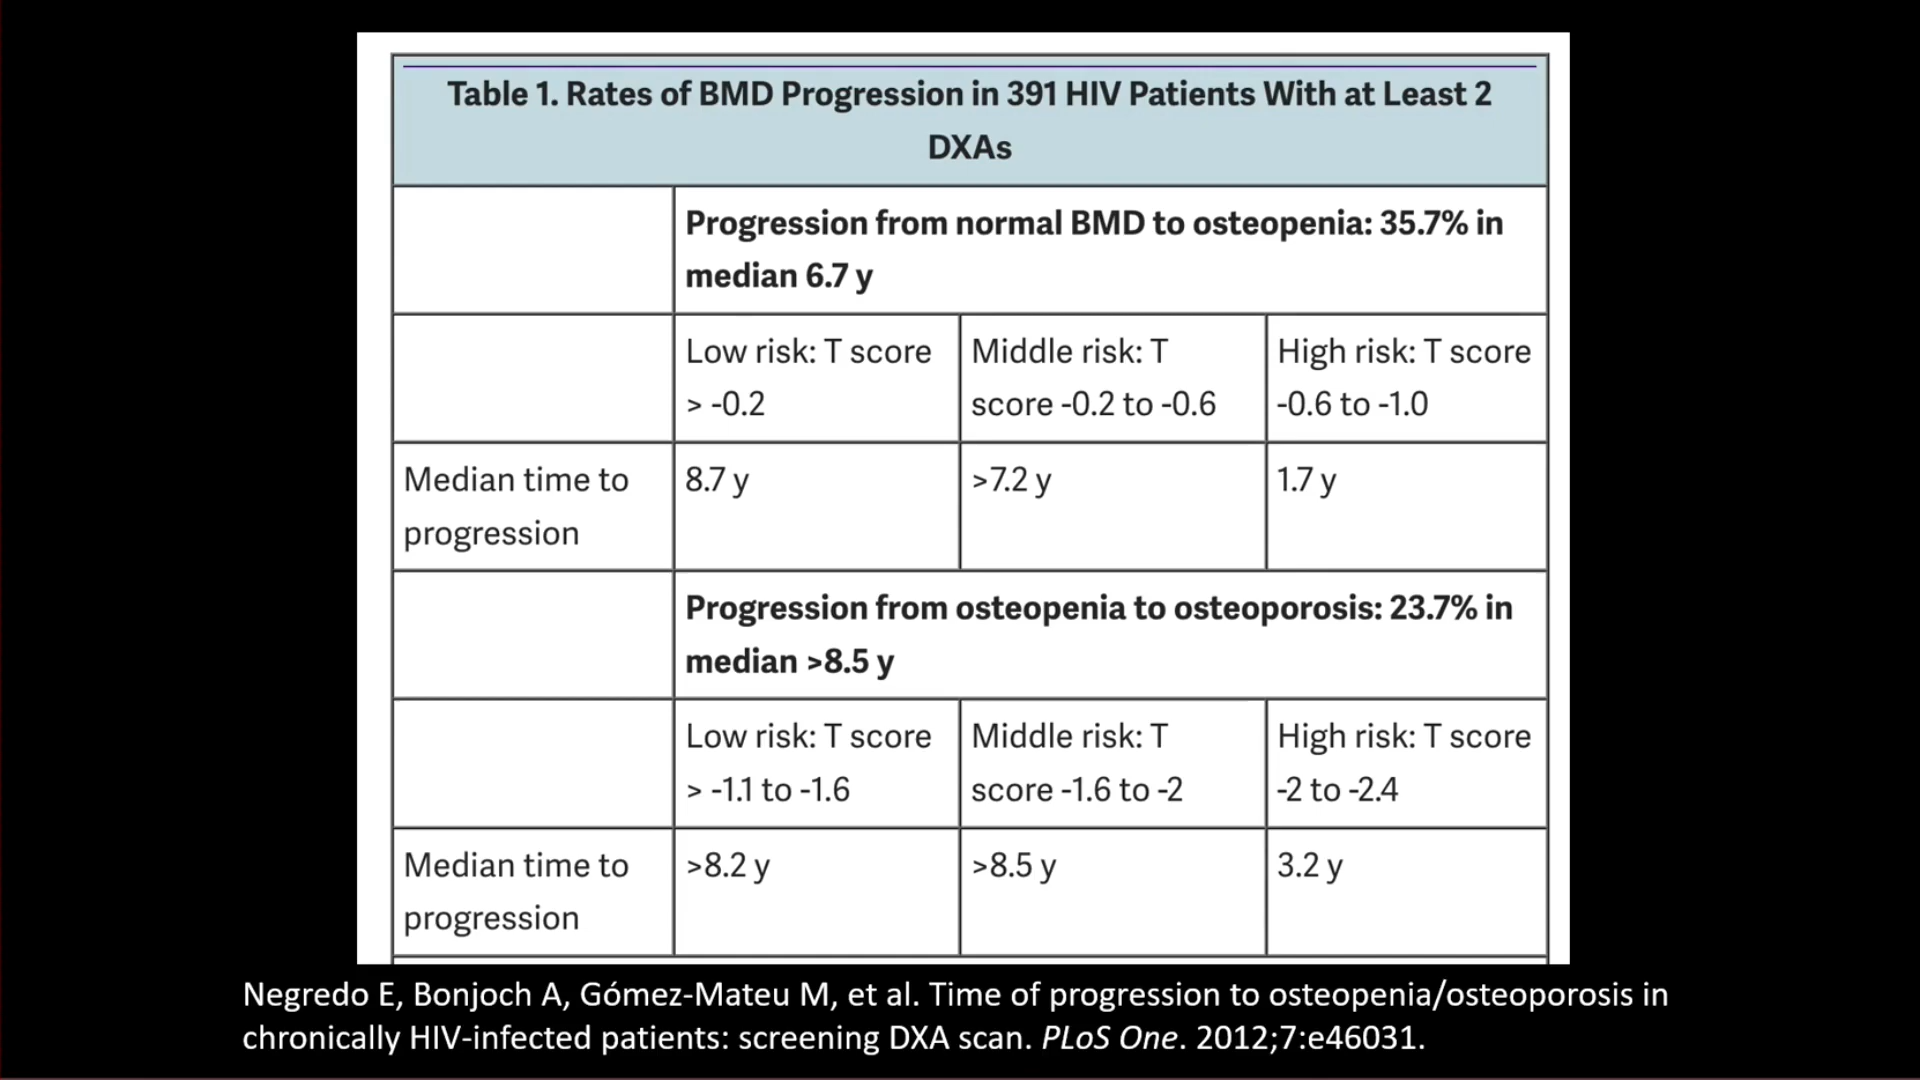 Table 1. Rates of BMD Progression in 391 HIV Patients With at Least 2
DXAs
Progression from normal BMD to osteopenia: 35.7% in
median 6.7 y
Low risk: T score
> -0.2
Middle risk: T
score -0.2 to -0.6
High risk: T score
-0.6 to -1.0
Median time to
progression
8.7 y
>7.2 y
1.7 y
Progression from osteopenia to osteoporosis: 23.7% in
median >8.5 y
Low risk: T score
> -1.1 to -1.6
Middle risk: T
score -1.6 to -2
High risk: T score
-2 to -2.4
Median time to
progression
>8.2 y
>8.5 y
3.2 y
Negredo E, Bonjoch A, Gómez-Mateu M, et al. Time of progression to osteopenia/osteoporosis in
chronically HIV-infected patients: screening DXA scan. PLoS One. 2012;7:e46031.